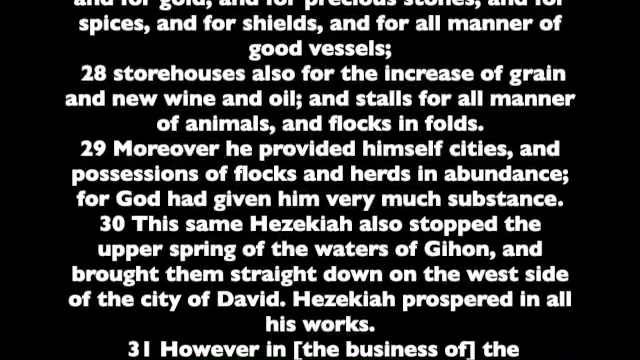 and for gold, and for precious stones, and for
spices, and for shields, and for all manner of
good vessels;
28 storehouses also for the increase of grain
and new wine and oil; and stalls for all manner
of animals, and flocks in folds.
29 Moreover he provided himself cities, and
possessions of flocks and herds in abundance;
for God had given him very much substance.
30 This same Hezekiah also stopped the
upper spring of the waters of Gihon, and
brought them straight down on the west side
of the city of David. Hezekiah prospered in all
his works.
31 However in [the business of] the